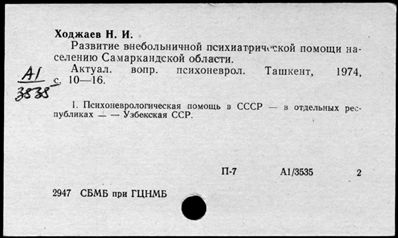 Ходжаев Н. И.
Развитие внебольничной психиатрической помощи на-
селению Самаркандской области.
Актуал. вопр. психоневрол. Ташкент, 1974,
с. 10—16.
А1
3535
1. Психоневрологическая помощь в СССР — в отдельных рес-
публиках — — Узбекская ССР.
П-7 А1/3535 2
2947 СБМБ при ГЦНМБ